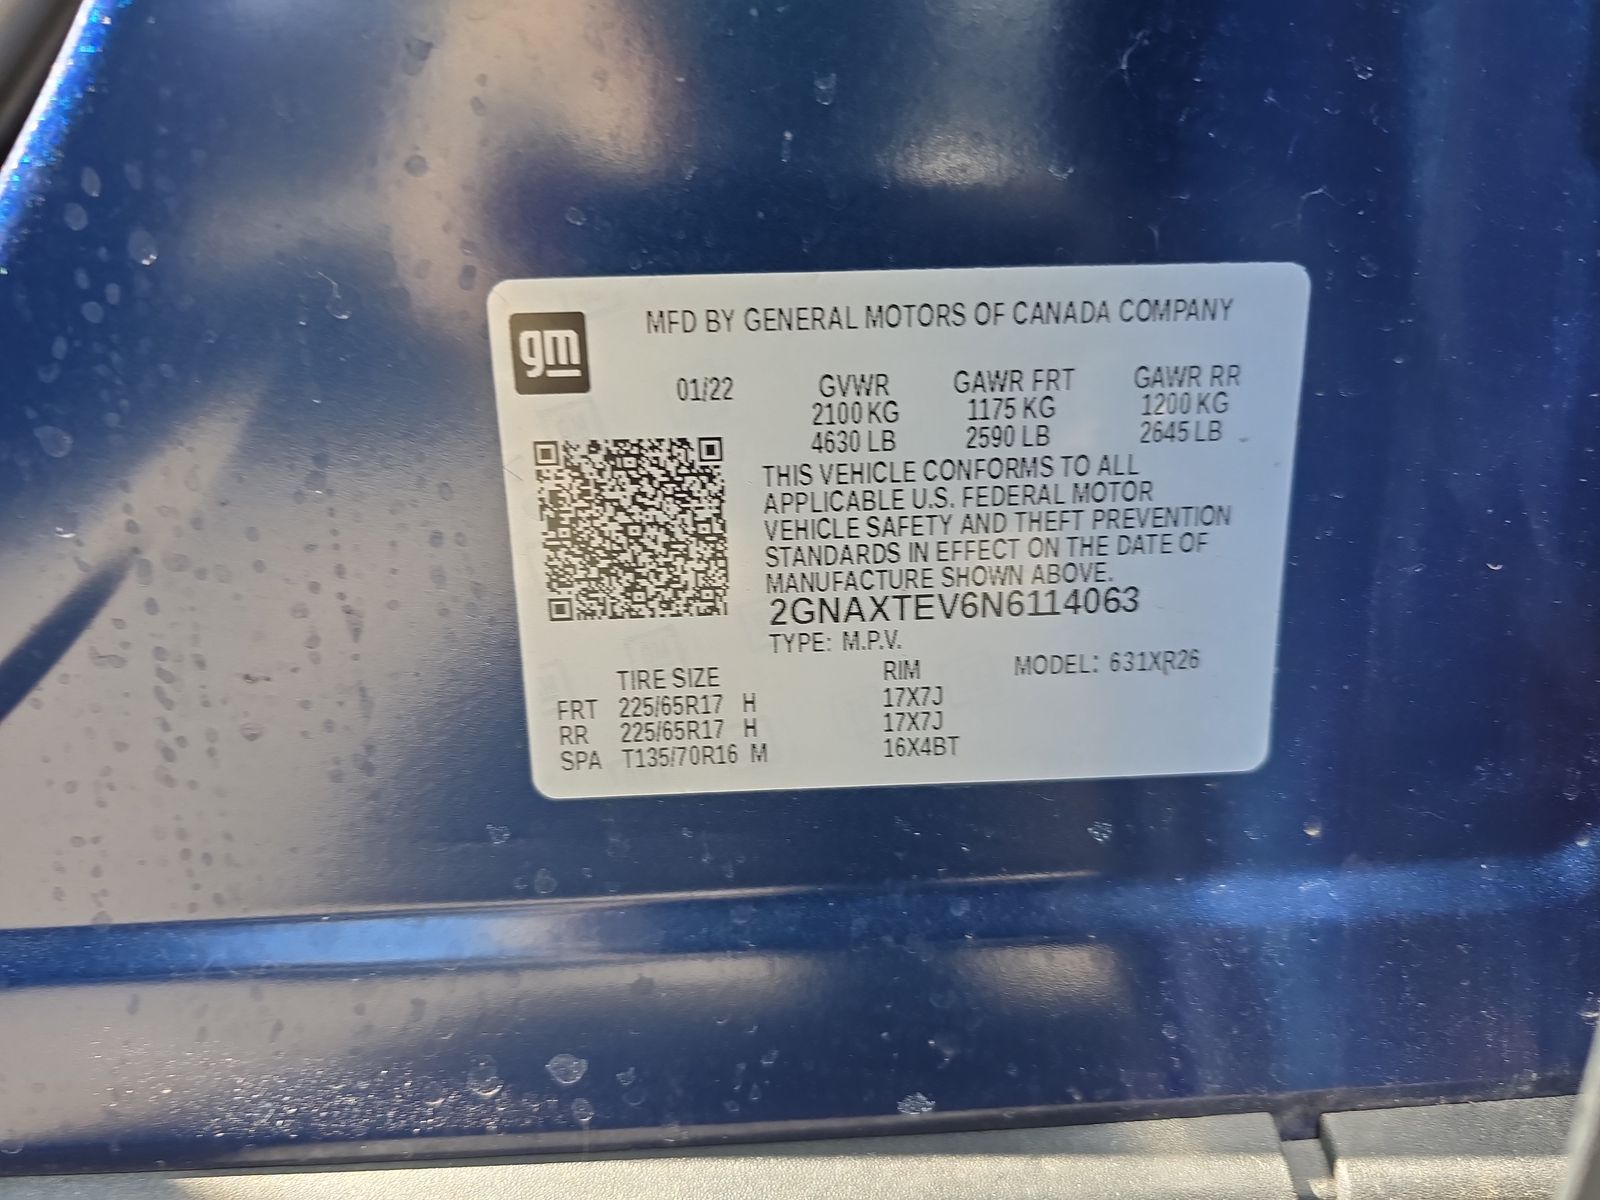 gm
MFD BY GENERAL MOTORS OF CANADA COMPANY
01/22 GVWR GAWR FRT GAWR RR
2100 KG 1175 KG 1200 KG
4630 LB 2590 LB 2645 LB
THIS VEHICLE CONFORMS TO ALL
APPLICABLE U.S. FEDERAL MOTOR
VEHICLE SAFETY AND THEFT PREVENTION
STANDARDS IN EFFECT ON THE DATE OF
MANUFACTURE SHOWN ABOVE.
2GNAXTEV6N6114063
TYPE: M.P.V.
TIRE SIZE RIM MODEL: 631XR26
FRT 225/65R17 H 17X7J
RR 225/65R17 H 17X7J
SPA T135/70R16 M 16X4BT